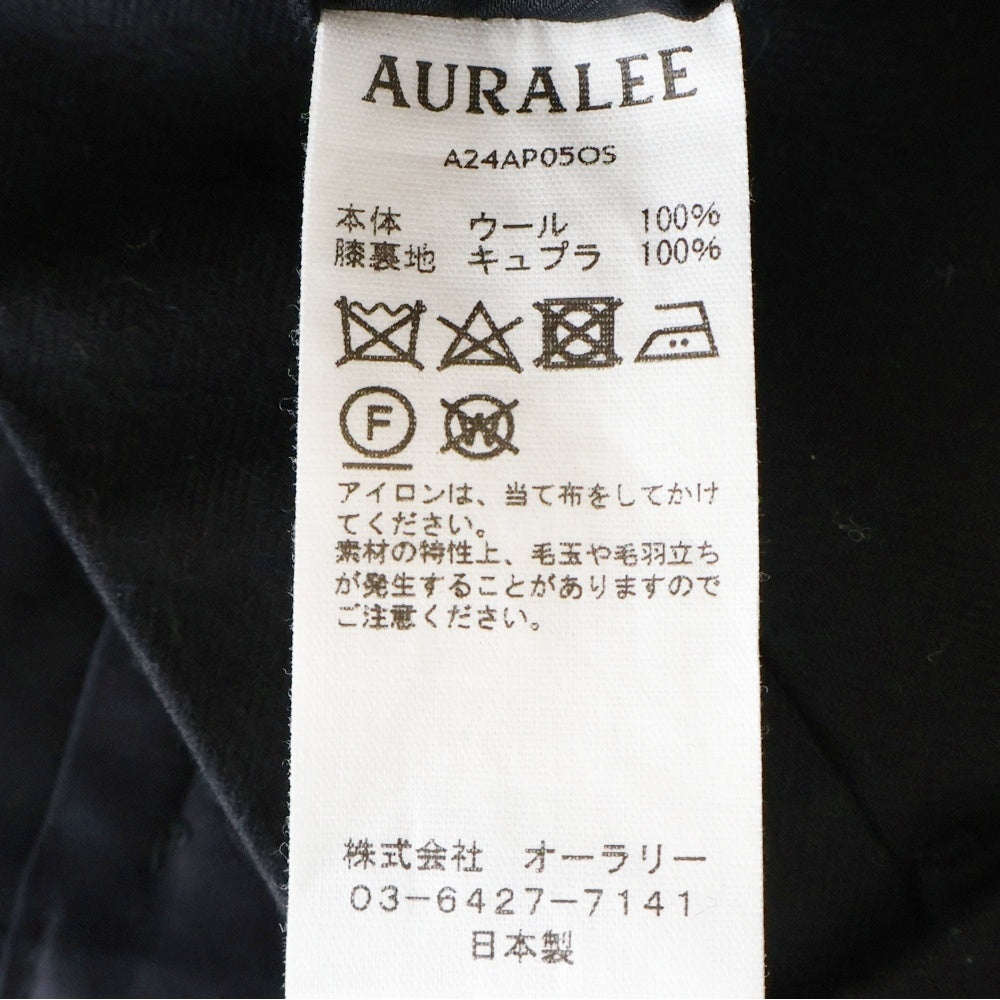 AURALEE
A24AP05OS
本体 ウール 100%
膝裏地 キュプラ 100%
F W
アイロンは、当て布をしてかけ
てください。
素材の特性上、毛玉や毛羽立ち
が発生することがありますので
ご注意ください。
株式会社 オーラリー
03-6427-7141
日本製